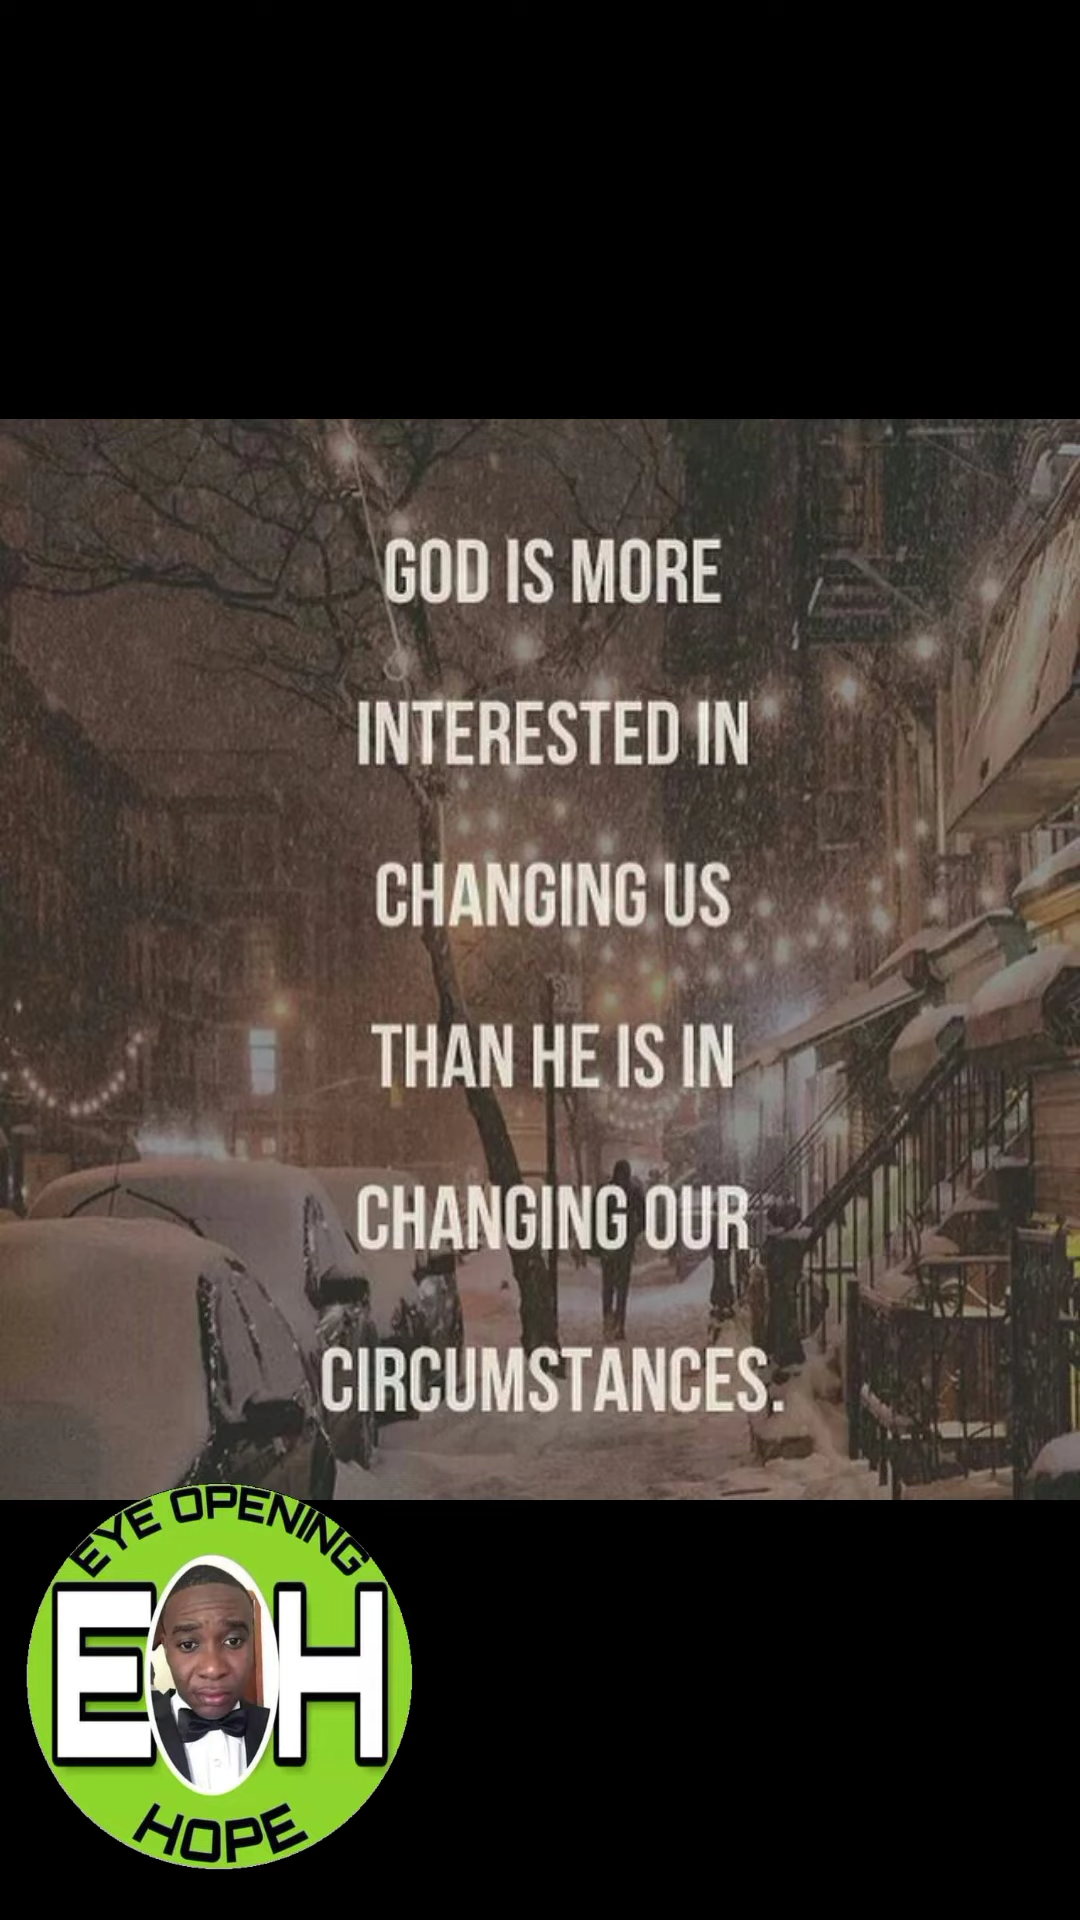 GOD IS MORE
INTERESTED IN
CHANGING US
THAN HE IS IN
CHANGING OUR
CIRCUMSTANCES.
EYE OPENING
EOH
HOPE